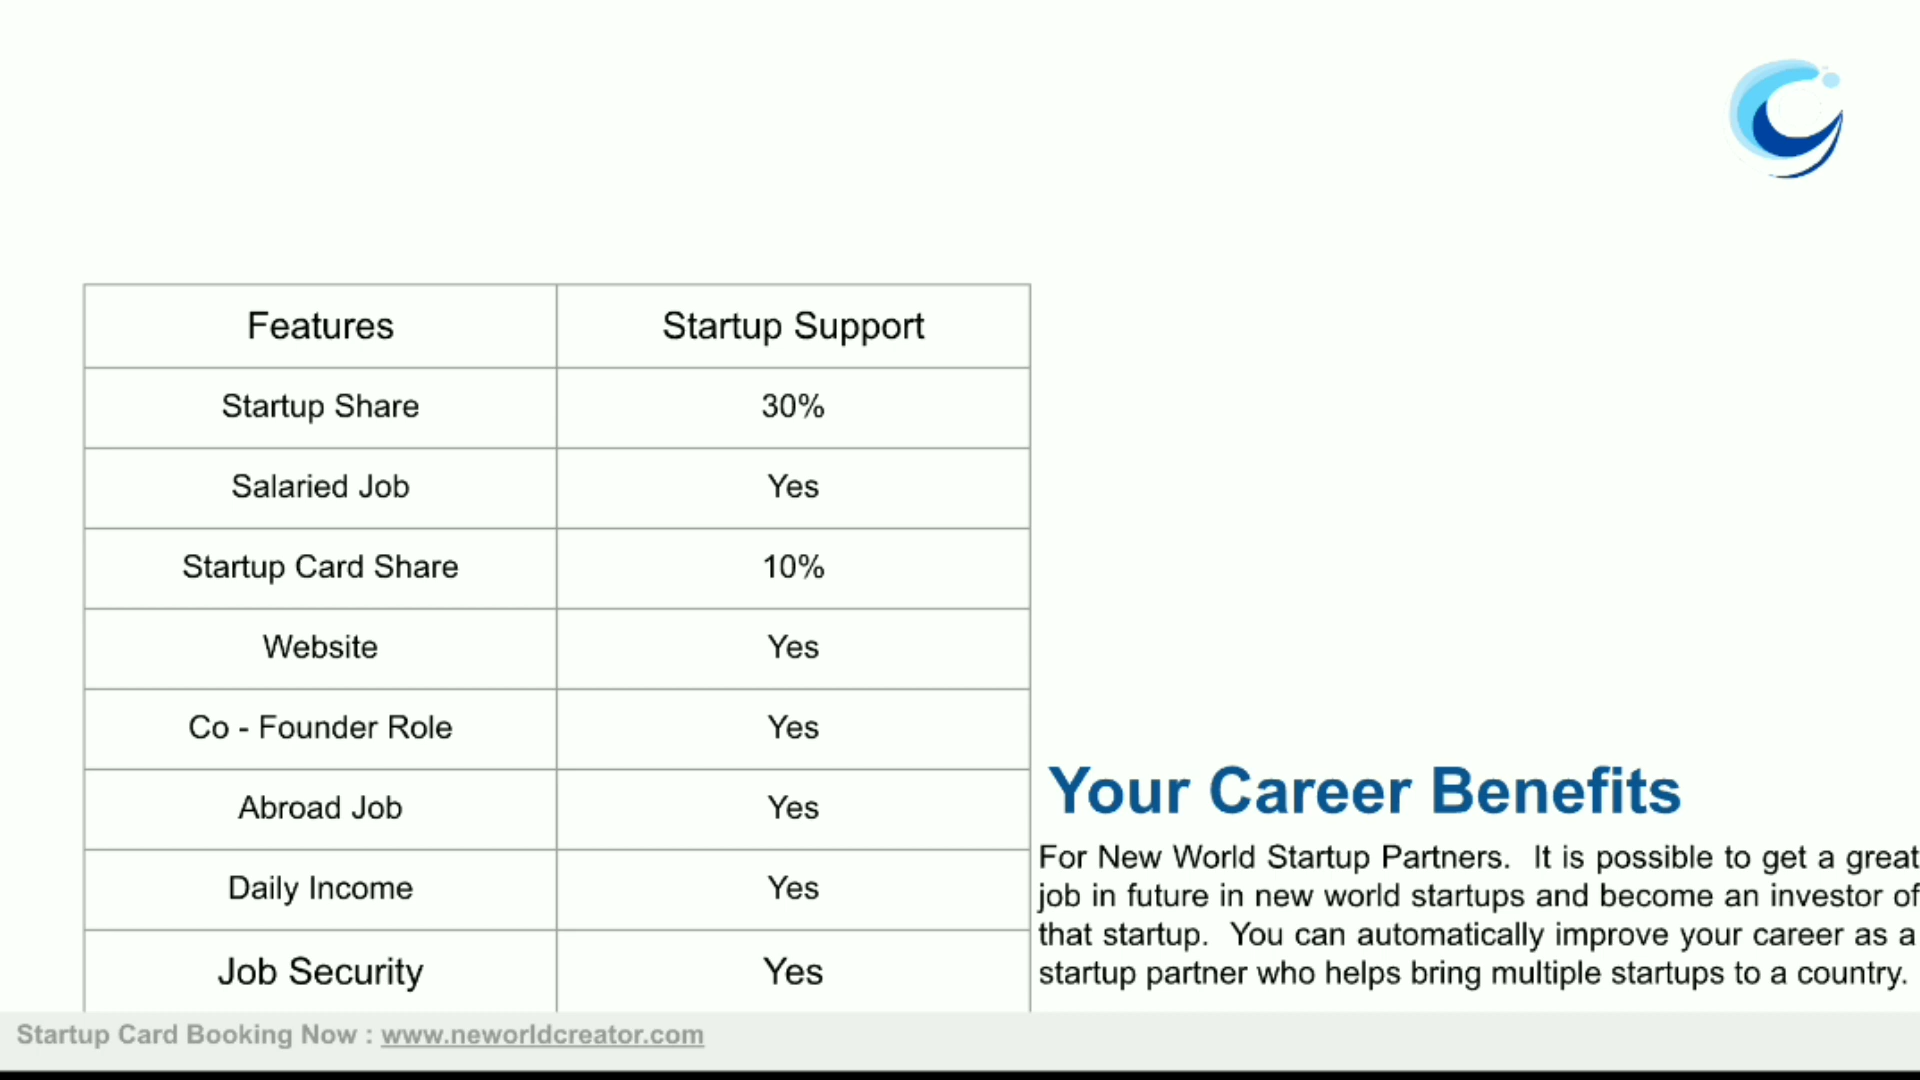 Features Startup Support
Startup Share 30%
Salaried Job Yes
Startup Card Share 10%
Website Yes
Co - Founder Role Yes
Abroad Job Yes
Daily Income Yes
Job Security Yes
Your Career Benefits
For New World Startup Partners. It is possible to get a great
job in future in new world startups and become an investor of
that startup. You can automatically improve your career as a
startup partner who helps bring multiple startups to a country.
Startup Card Booking Now : www.neworldcreator.com